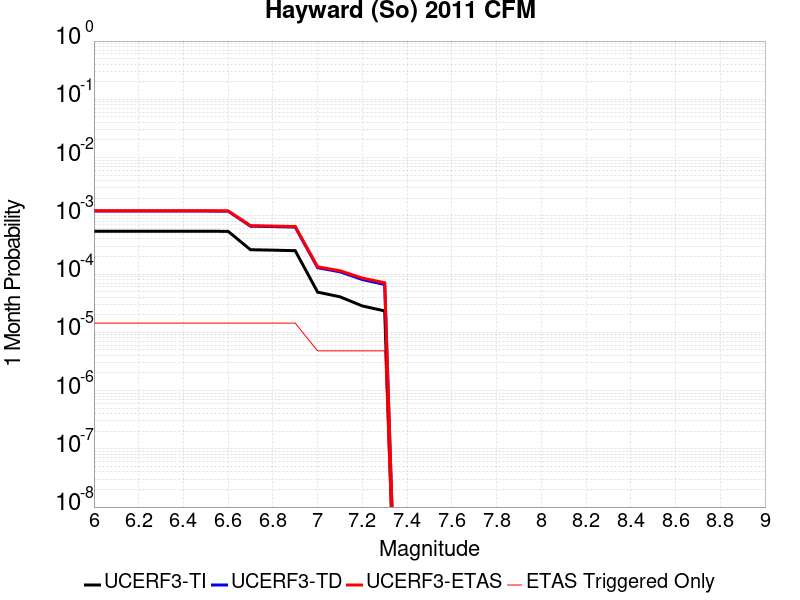 Hayward (So) 2011 CFM
10^0
10^-1
10^-2
10^-3
10^-4
10^-5
10^-6
10^-7
10^-8
1 Month Probability
6 6.2 6.4 6.6 6.8 7 7.2 7.4 7.6 7.8 8 8.2 8.4 8.6 8.8 9
Magnitude
UCERF3-TI UCERF3-TD UCERF3-ETAS ETAS Triggered Only